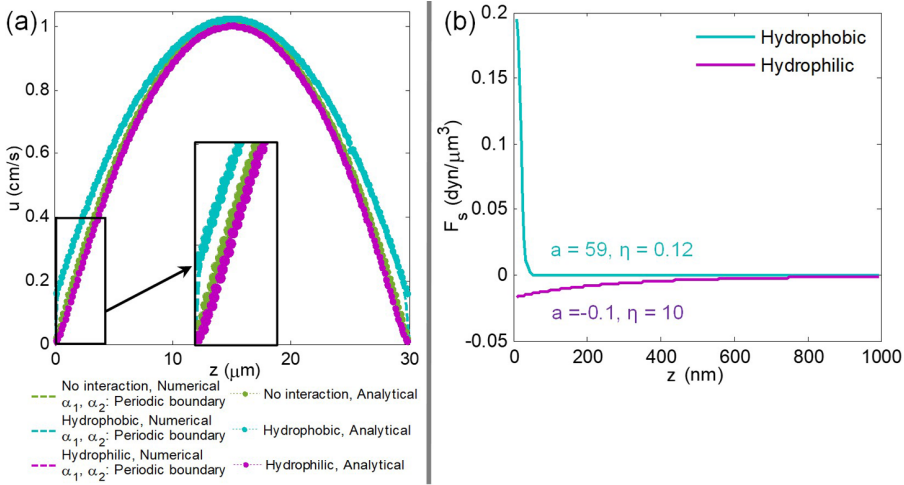 (a)
1
0.8
0.6
0.4
0.2
0
u (cm/s)
0
10
20
30
z (μm)
No interaction, Numerical
α₁, α₂: Periodic boundary
Hydrophobic, Numerical
α₁, α₂: Periodic boundary
Hydrophilic, Numerical
α₁, α₂: Periodic boundary
No interaction, Analytical
Hydrophobic, Analytical
Hydrophilic, Analytical
(b)
0.2
0.15
0.1
0.05
0
-0.05
Fₛ (dyn/μm³)
Hydrophobic
Hydrophilic
a = 59, η = 0.12
a =-0.1, η = 10
0
200
400
600
800
1000
z (nm)